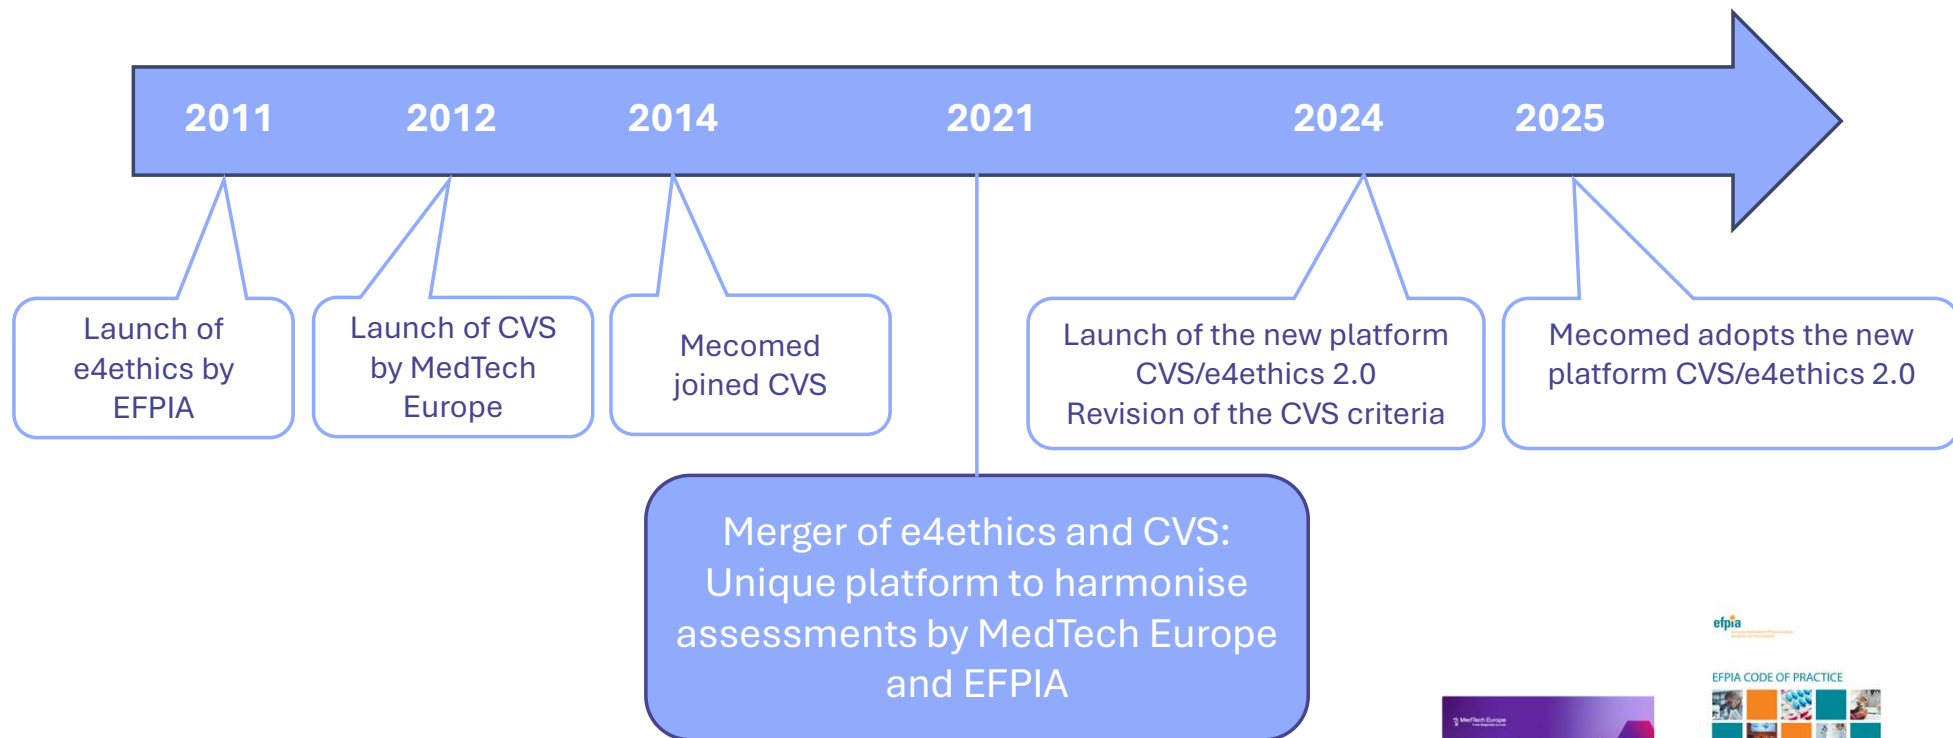 2011 2012 2014 2021 2024 2025
Launch of
e4ethics by
EFPIA
Launch of CVS
by MedTech
Europe
Mecomed
joined CVS
Launch of the new platform
CVS/e4ethics 2.0
Revision of the CVS criteria
Mecomed adopts the new
platform CVS/e4ethics 2.0
Merger of e4ethics and CVS:
Unique platform to harmonise
assessments by MedTech Europe
and EFPIA
MedTech Europe
efpia
EFPIA CODE OF PRACTICE